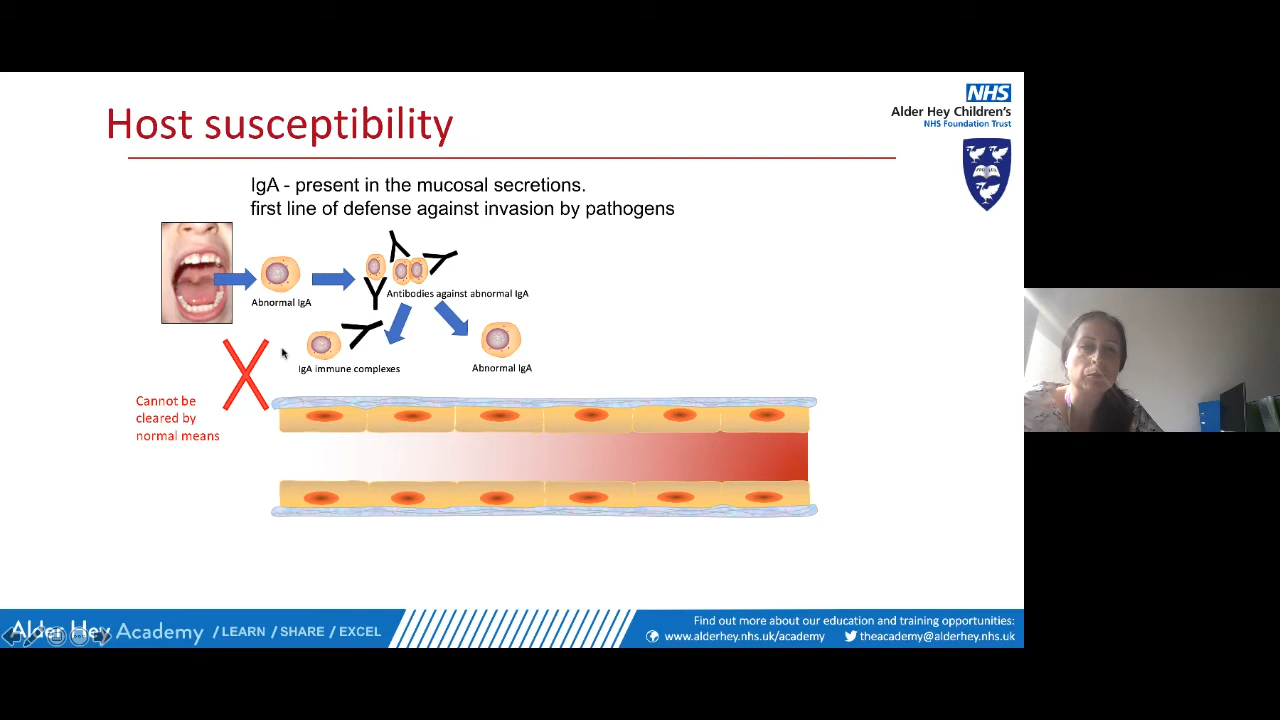 Host susceptibility
NHS
Alder Hey Children's
NHS Foundation Trust
IgA - present in the mucosal secretions.
first line of defense against invasion by pathogens
Abnormal IgA
Antibodies against abnormal IgA
IgA immune complexes
Abnormal IgA
Cannot be
cleared by
normal means
Alder Hey Academy / LEARN / SHARE / EXCEL
Find out more about our education and training opportunities:
www.alderhey.nhs.uk/academy theacademy@alderhey.nhs.uk